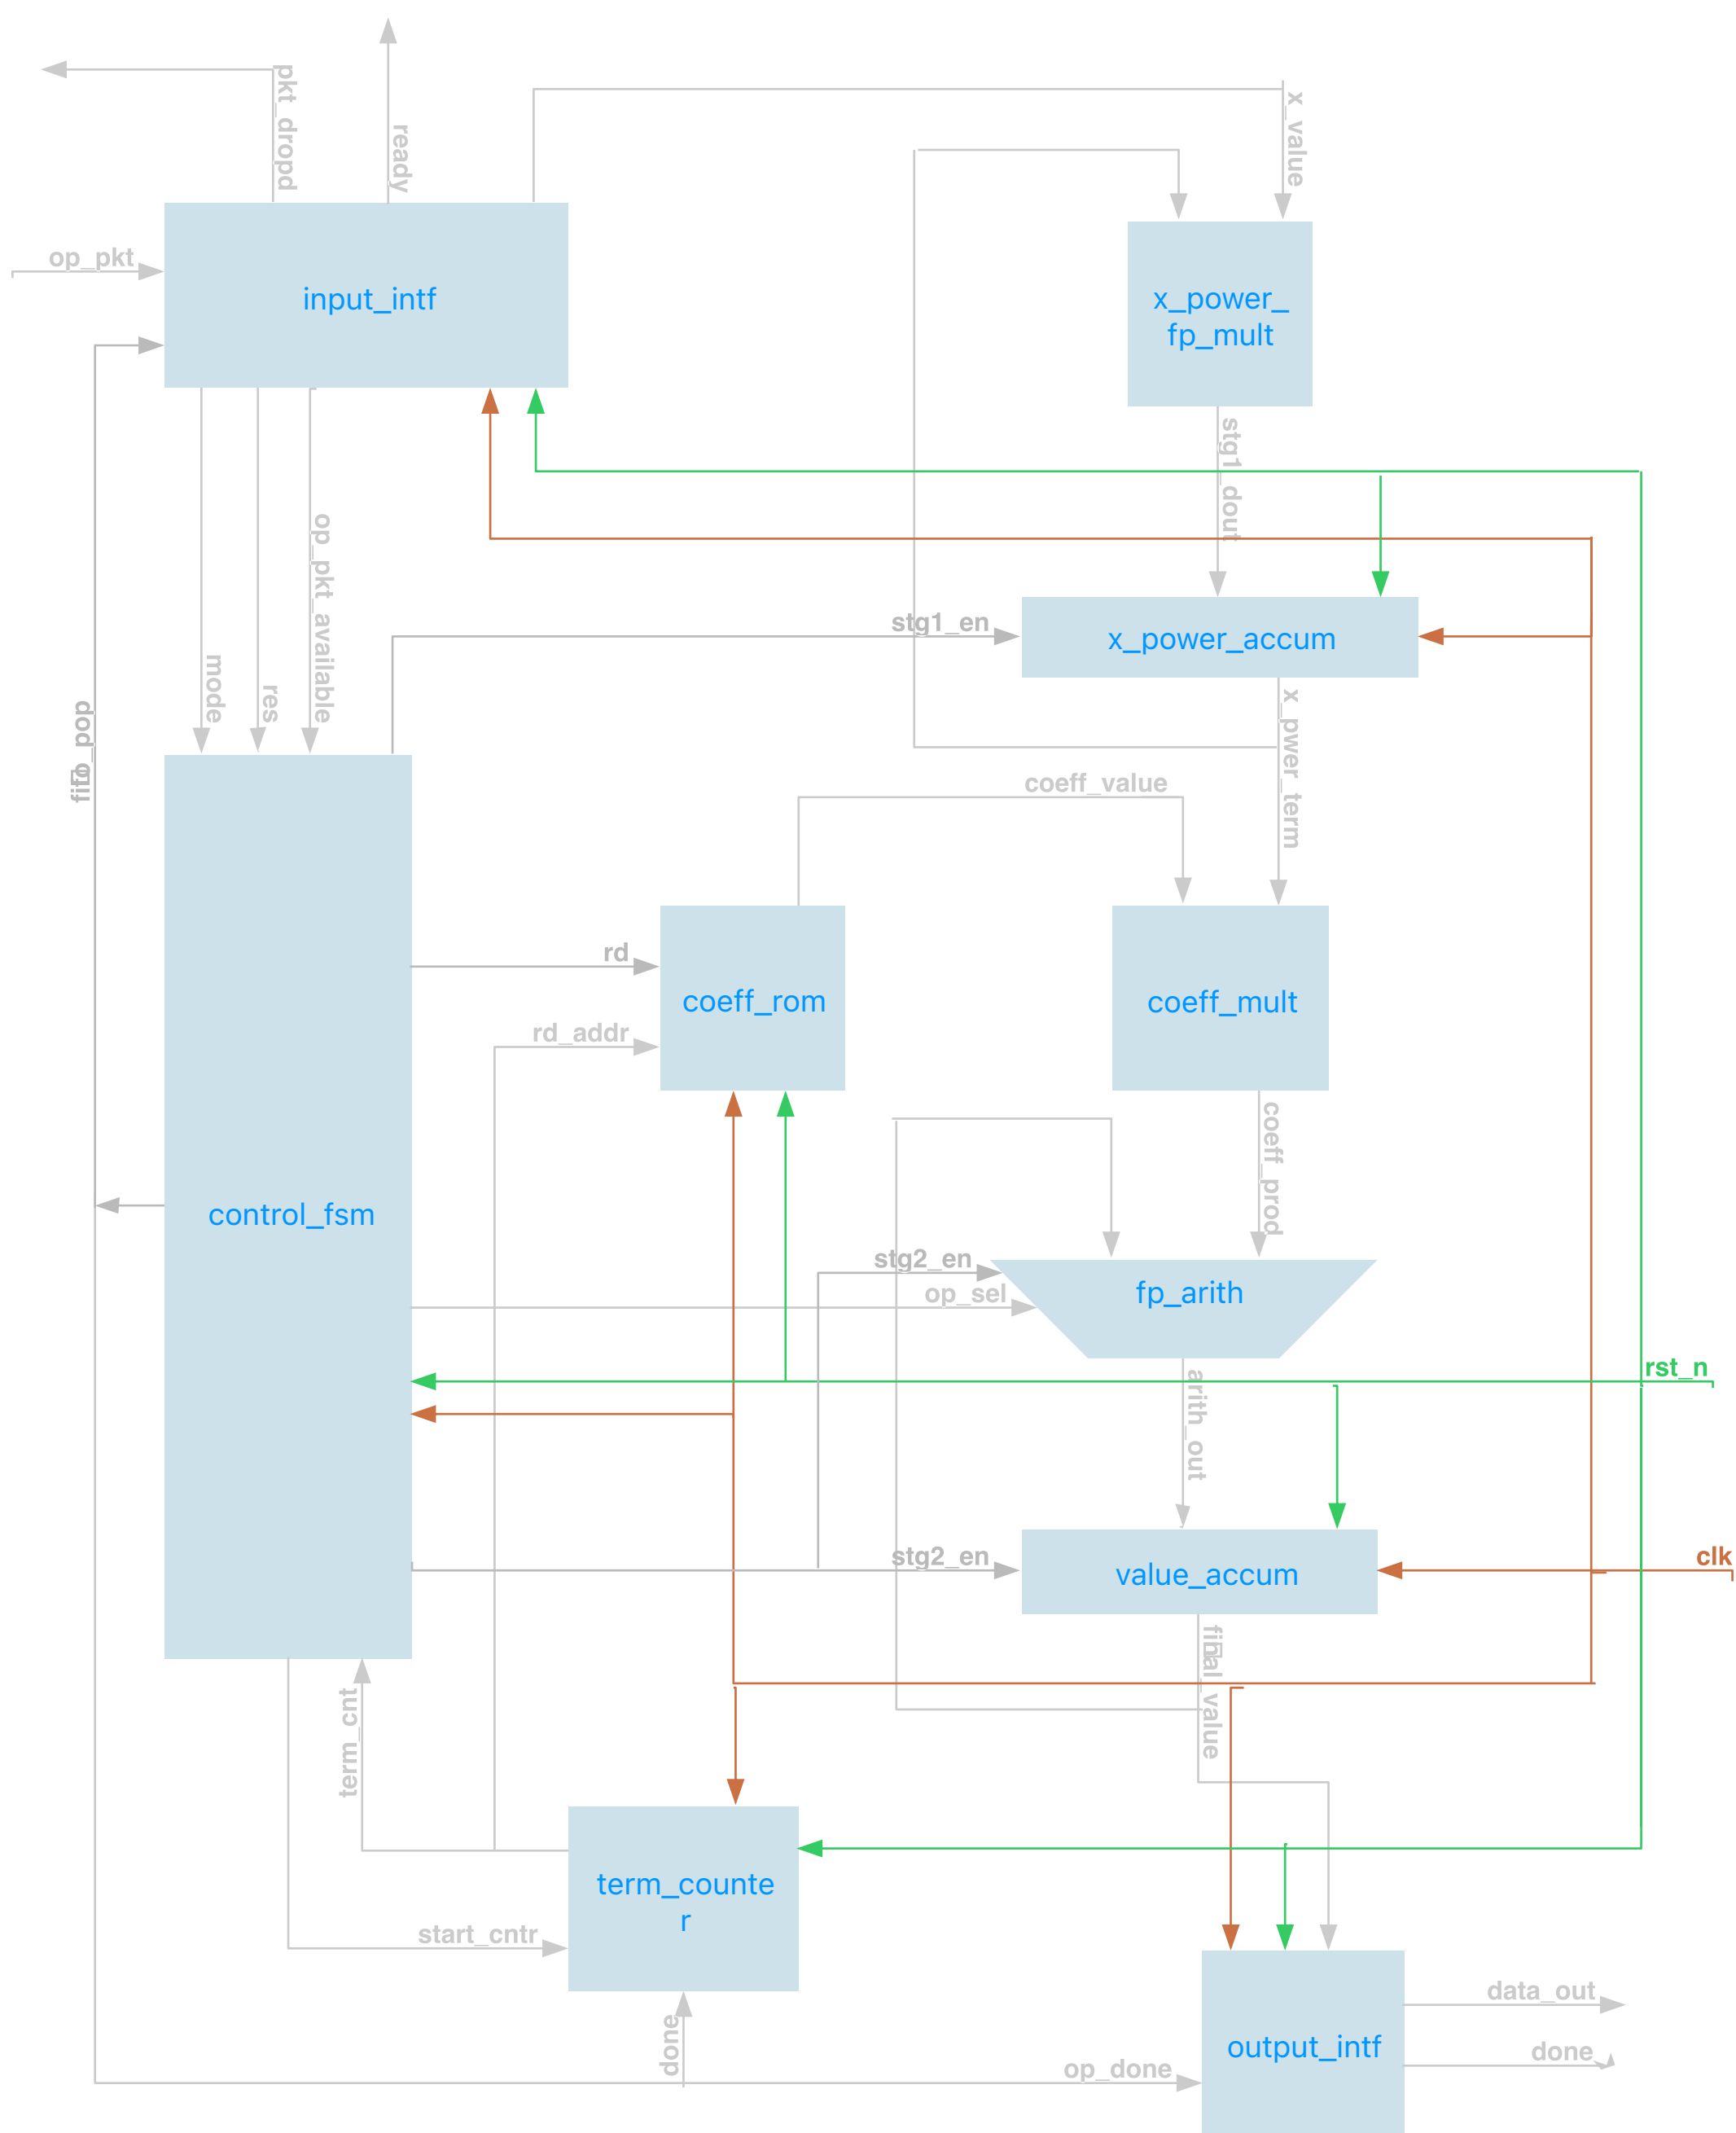 pkt_dropd
ready
x_value
op_pkt
input_intf
x_power_
fp_mult
stg1_dout
op_pkt_available
mode
res
stg1_en
x_power_accum
fifo_pop
x_pwer_term
coeff_value
rd
coeff_rom
coeff_mult
rd_addr
coeff_prod
control_fsm
stg2_en
op_sel
fp_arith
rst_n
arith_out
stg2_en
value_accum
clk
final_value
term_cnt
term_counte
r
start_cntr
data_out
output_intf
done
done
op_done